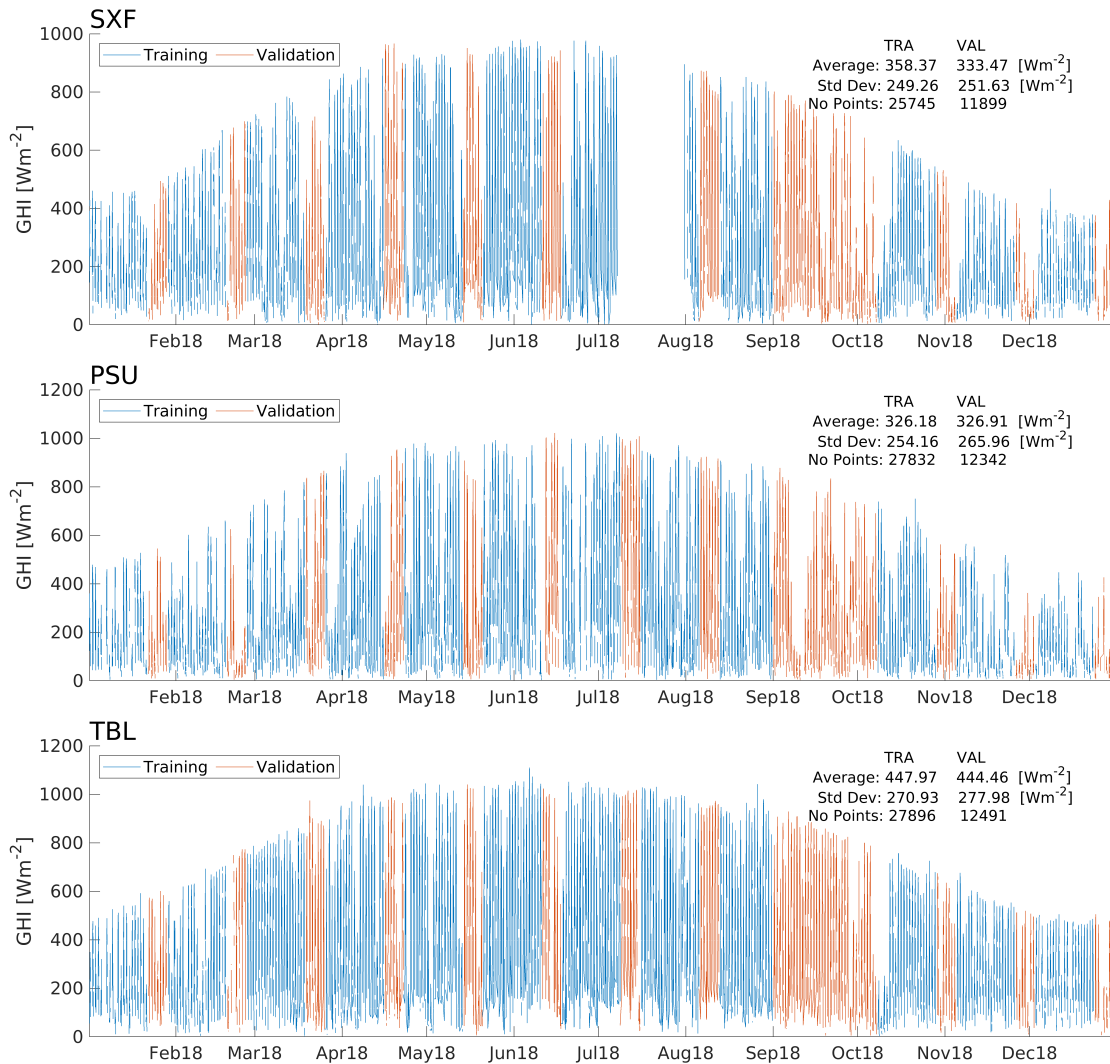 SXF
1000
800
600
400
200
0
GHI [Wm-2]
Training Validation
TRA VAL
Average: 358.37 333.47 [Wm-2]
Std Dev: 249.26 251.63 [Wm-2]
No Points: 25745 11899
Feb18 Mar18 Apr18 May18 Jun18 Jul18 Aug18 Sep18 Oct18 Nov18 Dec18
PSU
1200
1000
800
600
400
200
0
GHI [Wm-2]
Training Validation
TRA VAL
Average: 326.18 326.91 [Wm-2]
Std Dev: 254.16 265.96 [Wm-2]
No Points: 27832 12342
Feb18 Mar18 Apr18 May18 Jun18 Jul18 Aug18 Sep18 Oct18 Nov18 Dec18
TBL
1200
1000
800
600
400
200
0
GHI [Wm-2]
Training Validation
TRA VAL
Average: 447.97 444.46 [Wm-2]
Std Dev: 270.93 277.98 [Wm-2]
No Points: 27896 12491
Feb18 Mar18 Apr18 May18 Jun18 Jul18 Aug18 Sep18 Oct18 Nov18 Dec18